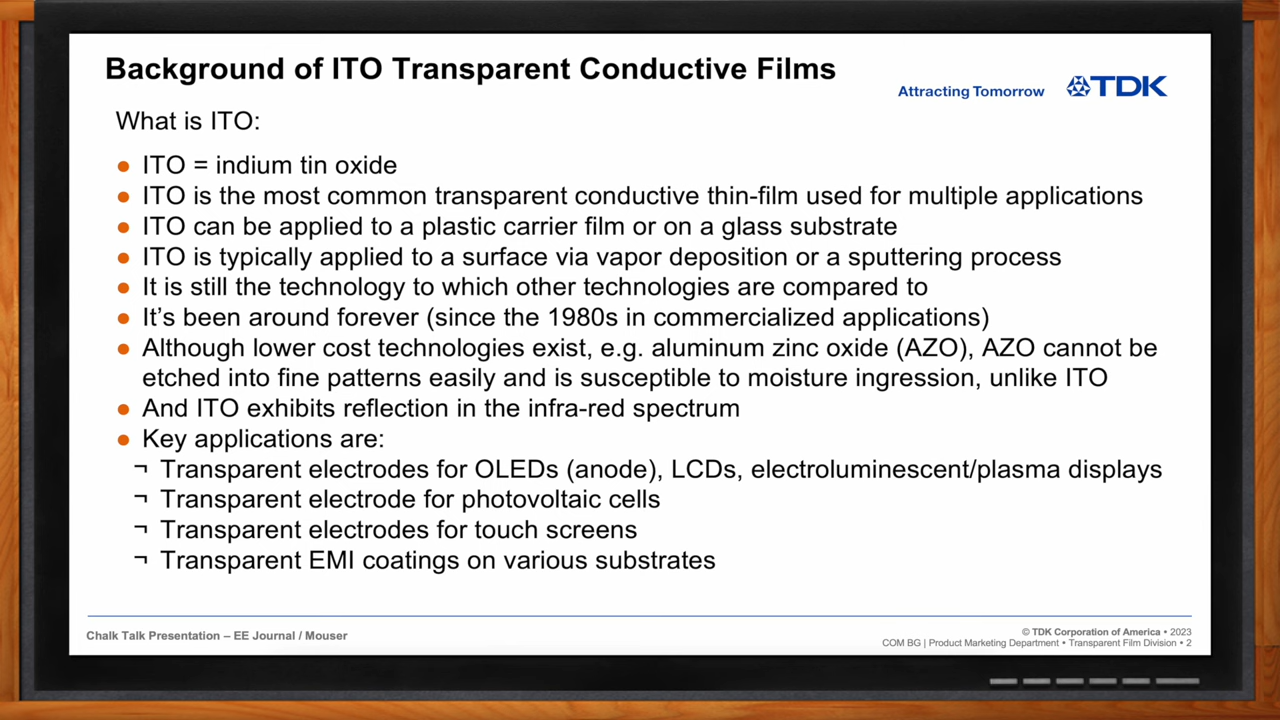 Background of ITO Transparent Conductive Films
Attracting Tomorrow
TDK
What is ITO:
● ITO = indium tin oxide
● ITO is the most common transparent conductive thin-film used for multiple applications
● ITO can be applied to a plastic carrier film or on a glass substrate
● ITO is typically applied to a surface via vapor deposition or a sputtering process
● It is still the technology to which other technologies are compared to
● It’s been around forever (since the 1980s in commercialized applications)
● Although lower cost technologies exist, e.g. aluminum zinc oxide (AZO), AZO cannot be
etched into fine patterns easily and is susceptible to moisture ingression, unlike ITO
● And ITO exhibits reflection in the infra-red spectrum
● Key applications are:
¬ Transparent electrodes for OLEDs (anode), LCDs, electroluminescent/plasma displays
¬ Transparent electrode for photovoltaic cells
¬ Transparent electrodes for touch screens
¬ Transparent EMI coatings on various substrates
Chalk Talk Presentation – EE Journal / Mouser
© TDK Corporation of America • 2023
COM BG | Product Marketing Department • Transparent Film Division • 2